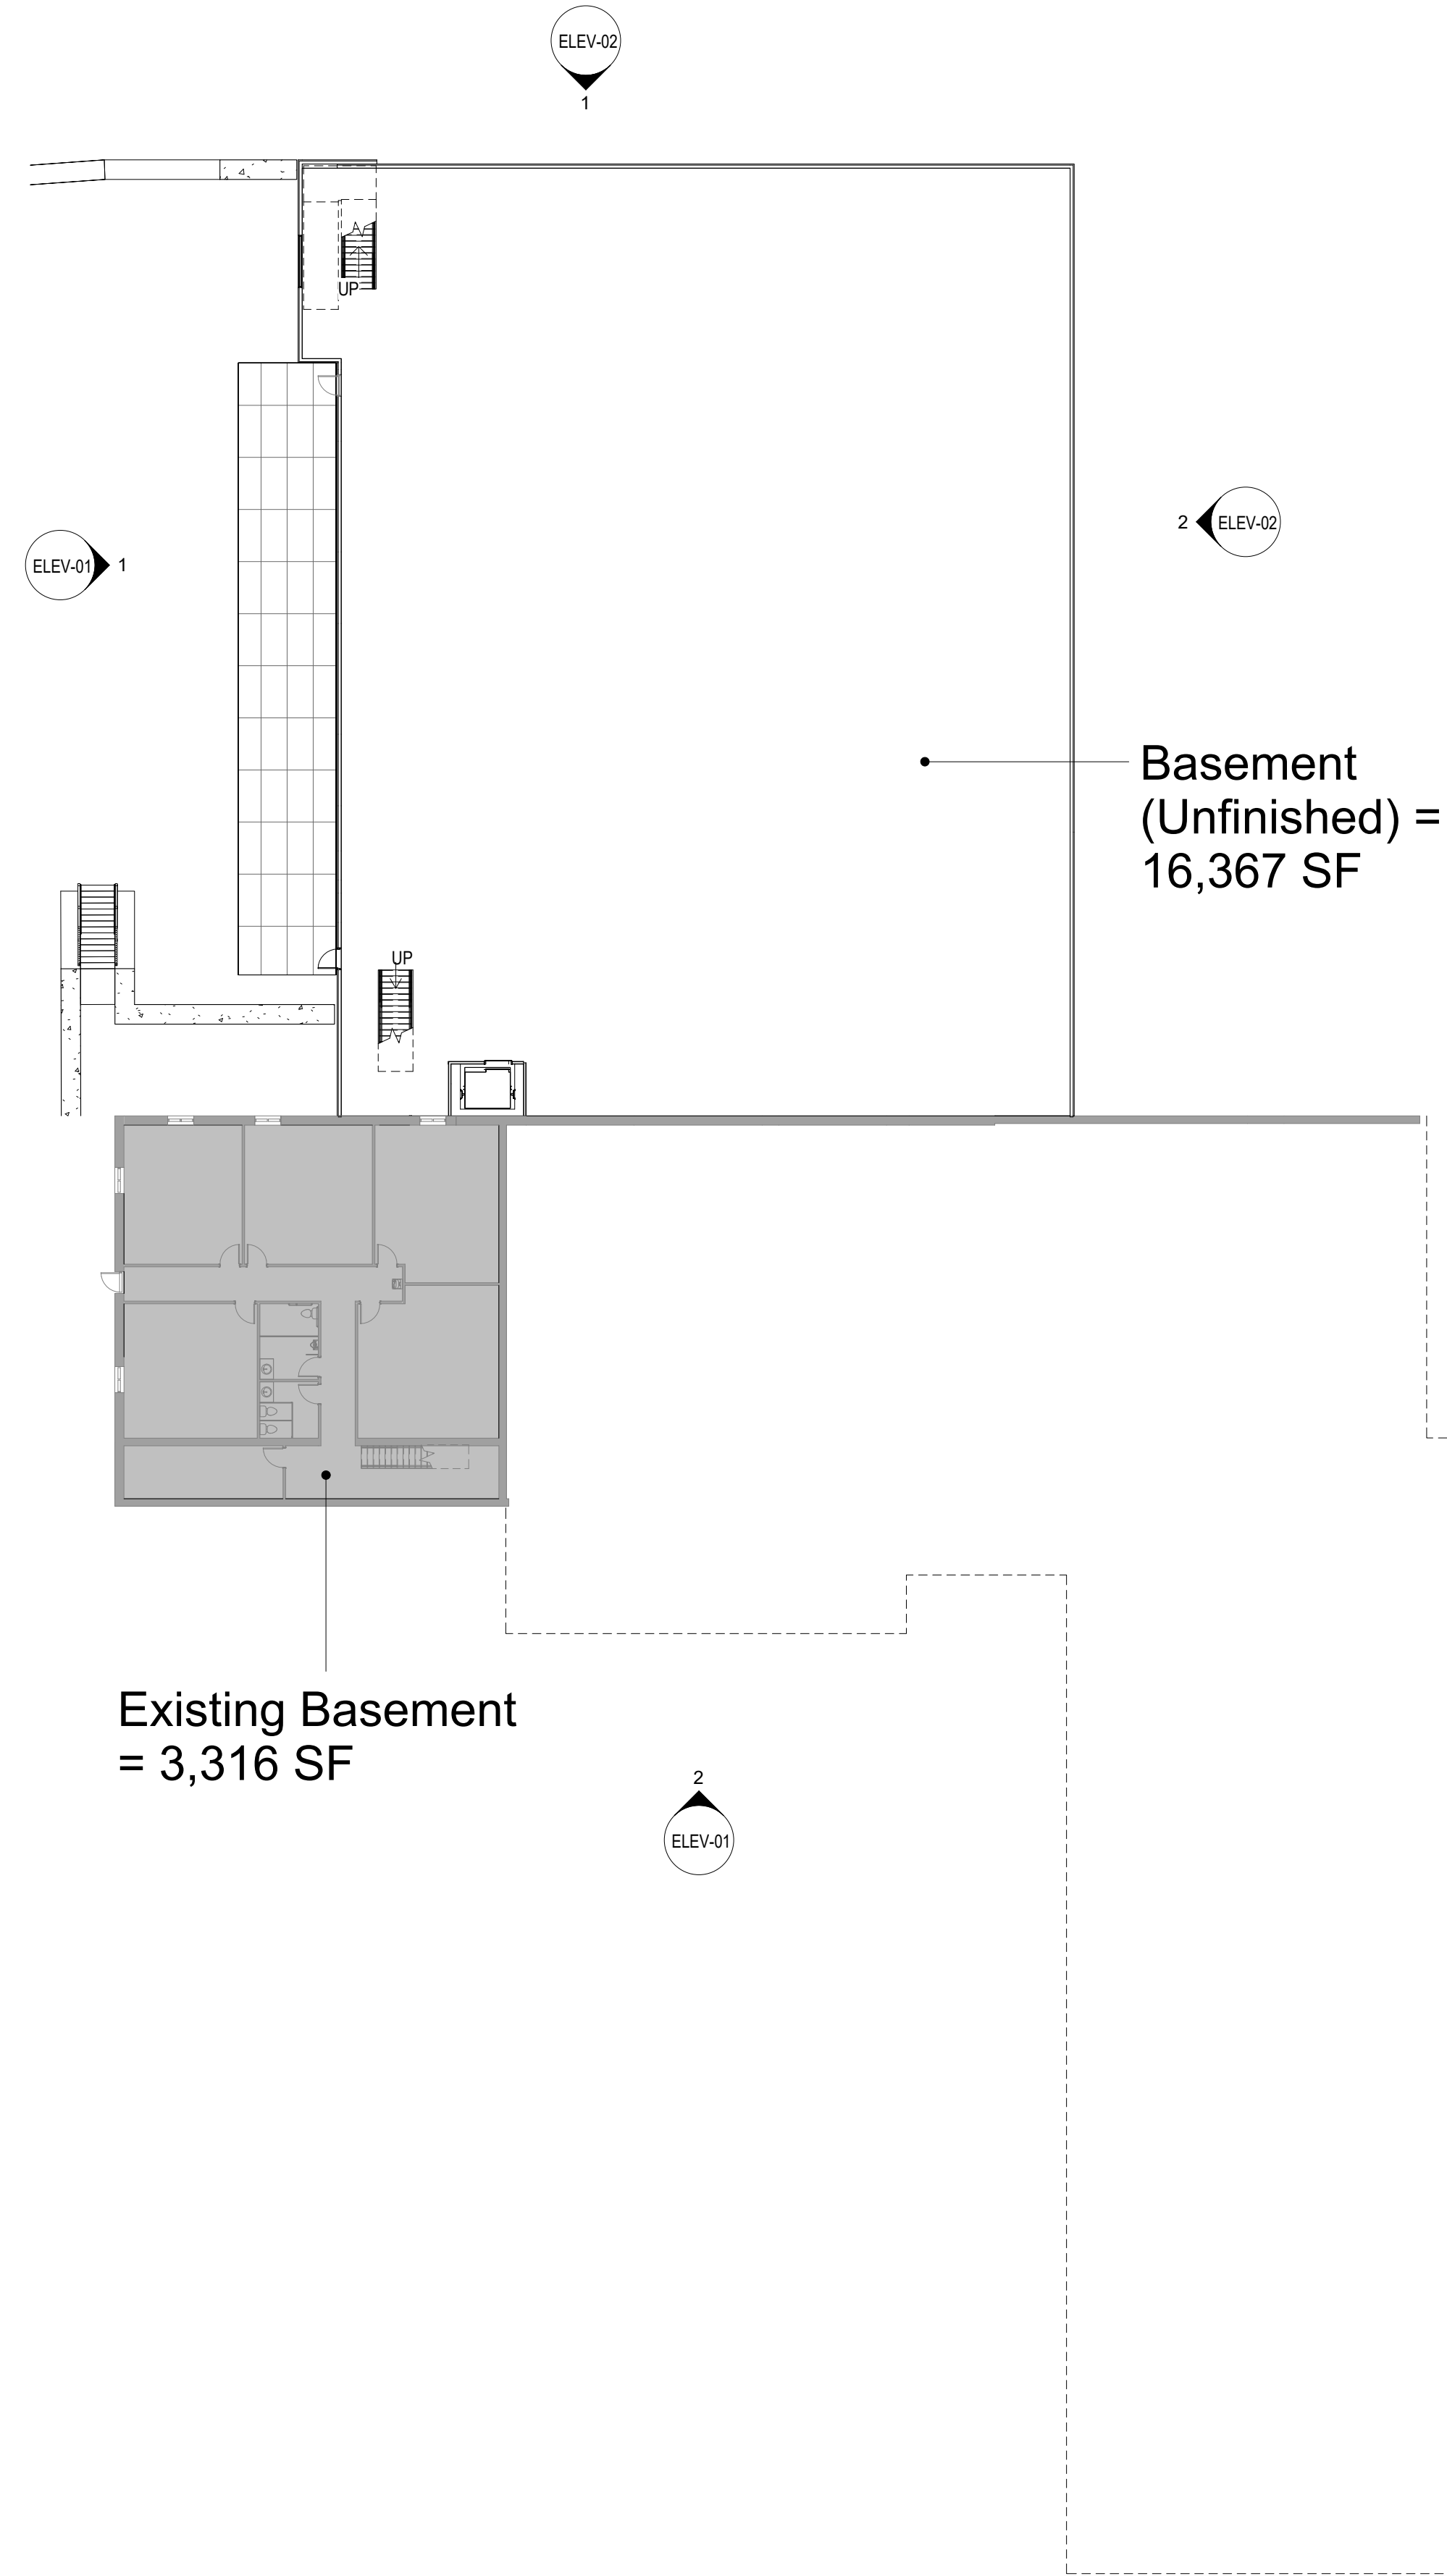 ELEV-02
1
UP
2
ELEV-02
ELEV-01
1
Basement
(Unfinished) =
16,367 SF
UP
Existing Basement
= 3,316 SF
2
ELEV-01